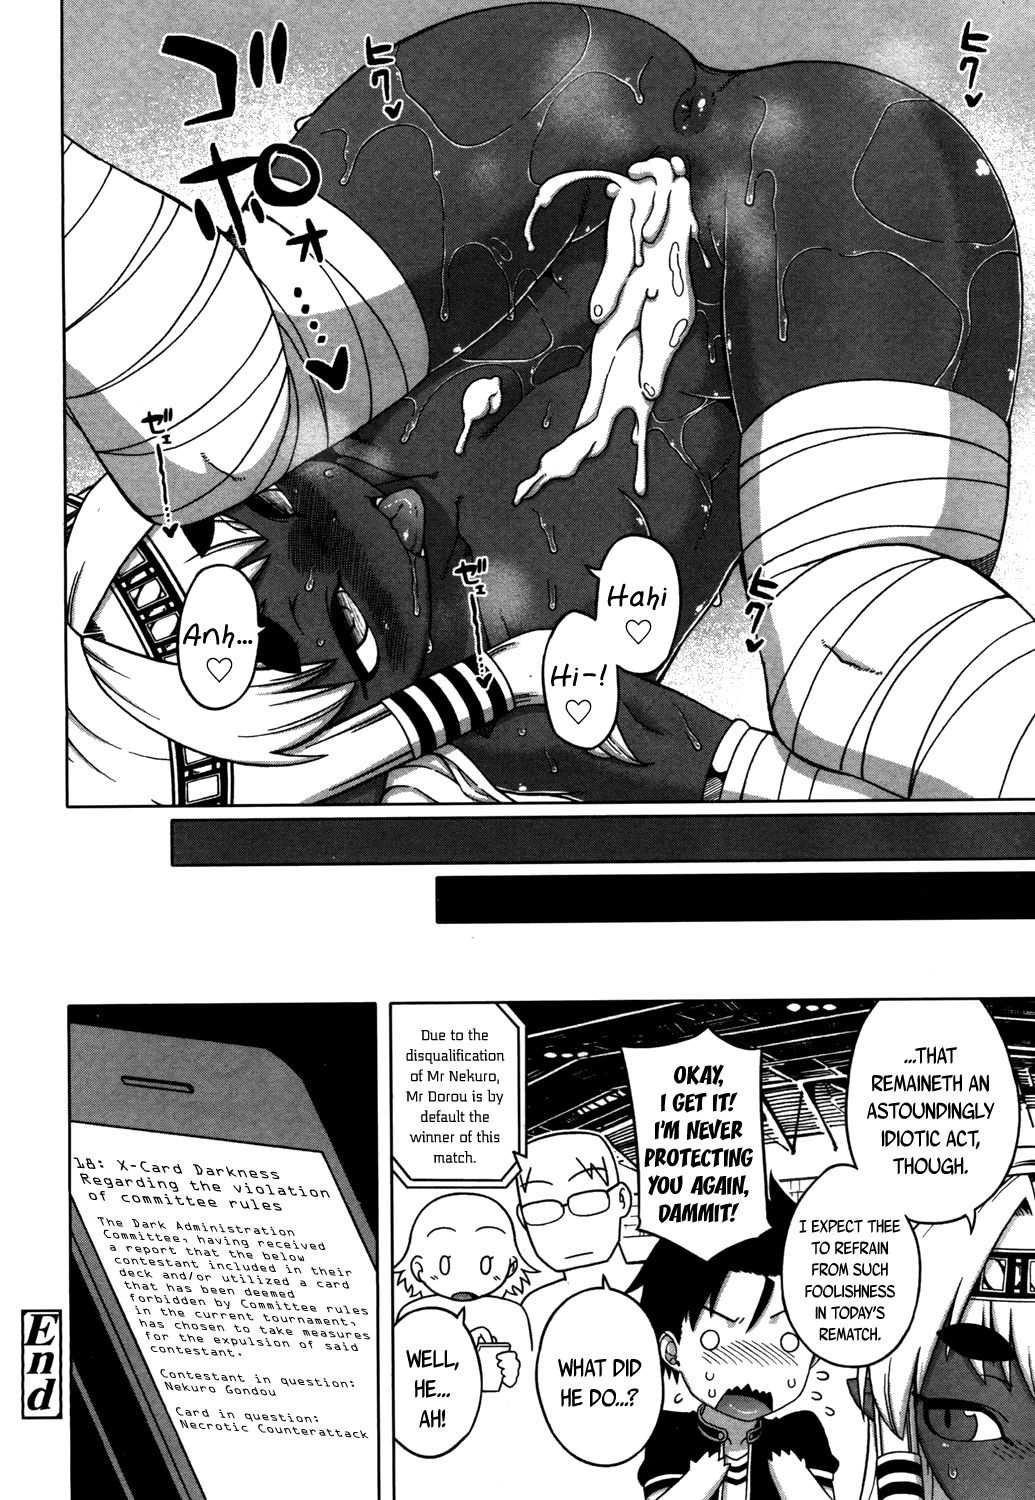 ゴポォ…♥
ヒク♥
ヒク♥
ゼェ…♥
ゼェ…♥
ヒク♥
Hahi
♡
Hi-!
♡
Anh...
♡
...THAT
REMAINETH AN
ASTOUNDINGLY
IDIOTIC ACT,
THOUGH.
I EXPECT THEE
TO REFRAIN
FROM SUCH
FOOLISHNESS
IN TODAY'S
REMATCH.
OKAY,
I GET IT!
I'M NEVER
PROTECTING
YOU AGAIN,
DAMMIT!
Due to the
disqualification
of Mr Nekuro,
Mr Dorou is by
default the
winner of this
match.
WHAT DID
HE DO...?
WELL,
HE...
AH!
18: X-Card Darkness
Regarding the violation
of committee rules
The Dark Administration
Committee, having received
a report that the below
contestant included in their
deck and/or utilized a card
that has been deemed
forbidden by Committee rules
in the current tournament,
has chosen to take measures
for the expulsion of said
contestant.
Contestant in question:
Nekuro Gondou
Card in question:
Necrotic Counterattack
End